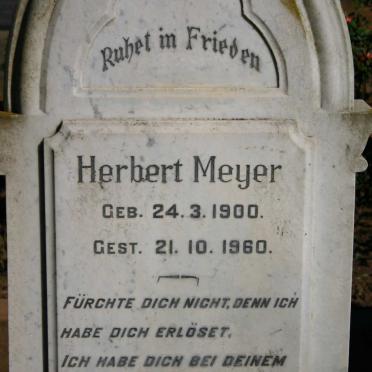 Ruhet in Frieden
Herbert Meyer
GEB. 24.3.1900.
GEST. 21.10.1960.
FÜRCHTE DICH NICHT, DENN ICH
HABE DICH ERLÖSET.
ICH HABE DICH BEI DEINEM